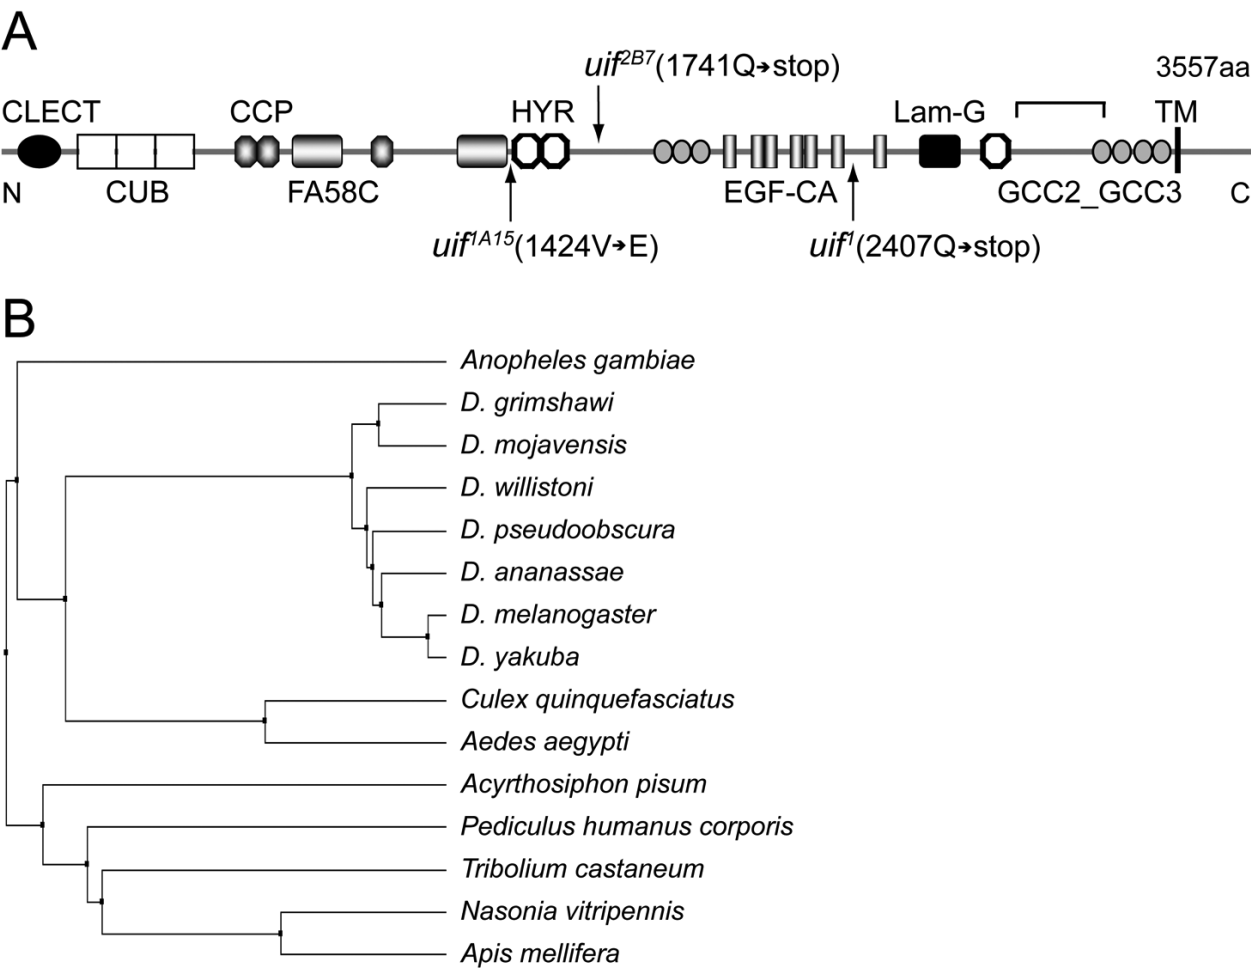 A
uif2B7(1741Q→stop)
3557aa
CLECT
CCP
HYR
Lam-G
TM
N
CUB
FA58C
EGF-CA
GCC2_GCC3
C
uif1A15(1424V→E)
uif1(2407Q→stop)
B
Anopheles gambiae
D. grimshawi
D. mojavensis
D. willistoni
D. pseudoobscura
D. ananassae
D. melanogaster
D. yakuba
Culex quinquefasciatus
Aedes aegypti
Acyrthosiphon pisum
Pediculus humanus corporis
Tribolium castaneum
Nasonia vitripennis
Apis mellifera